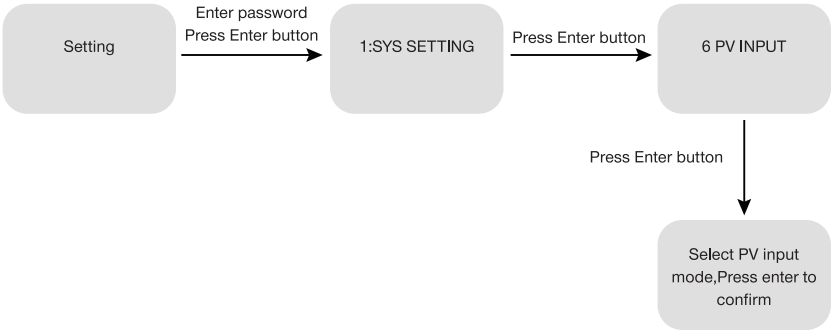 Setting
Enter password
Press Enter button
1:SYS SETTING
Press Enter button
6 PV INPUT
Press Enter button
Select PV input
mode,Press enter to
confirm